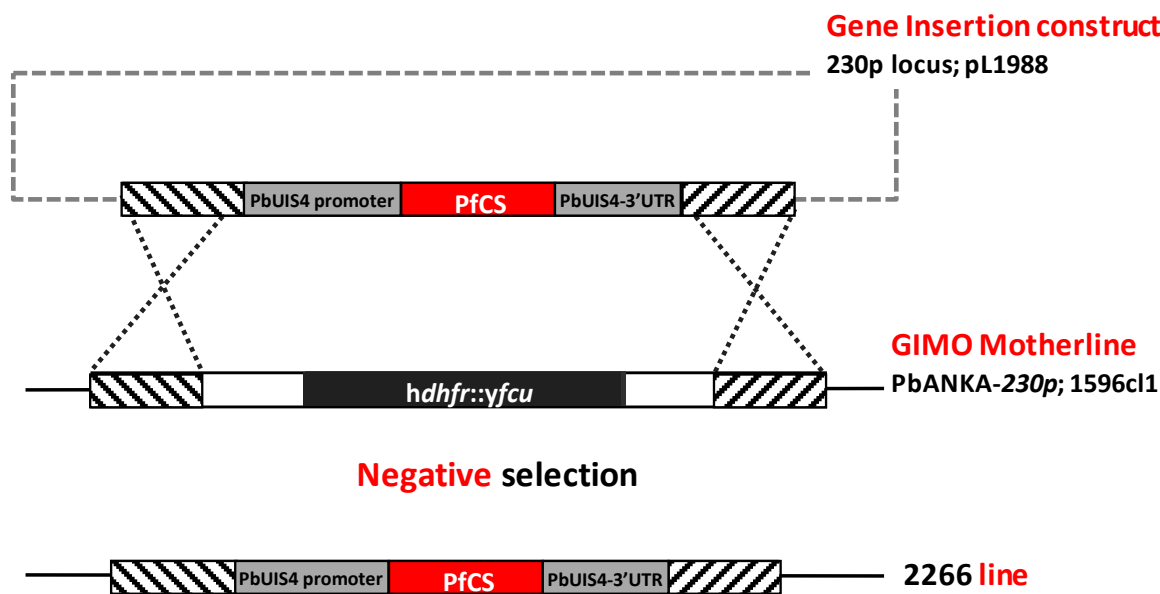 Gene Insertion construct
230p locus; pL1988
PbUIS4 promoter PfCS PbUIS4-3'UTR
GIMO Motherline
PbANKA-230p; 1596cl1
hdhfr::yfcu
Negative selection
PbUIS4 promoter PfCS PbUIS4-3'UTR
2266 line